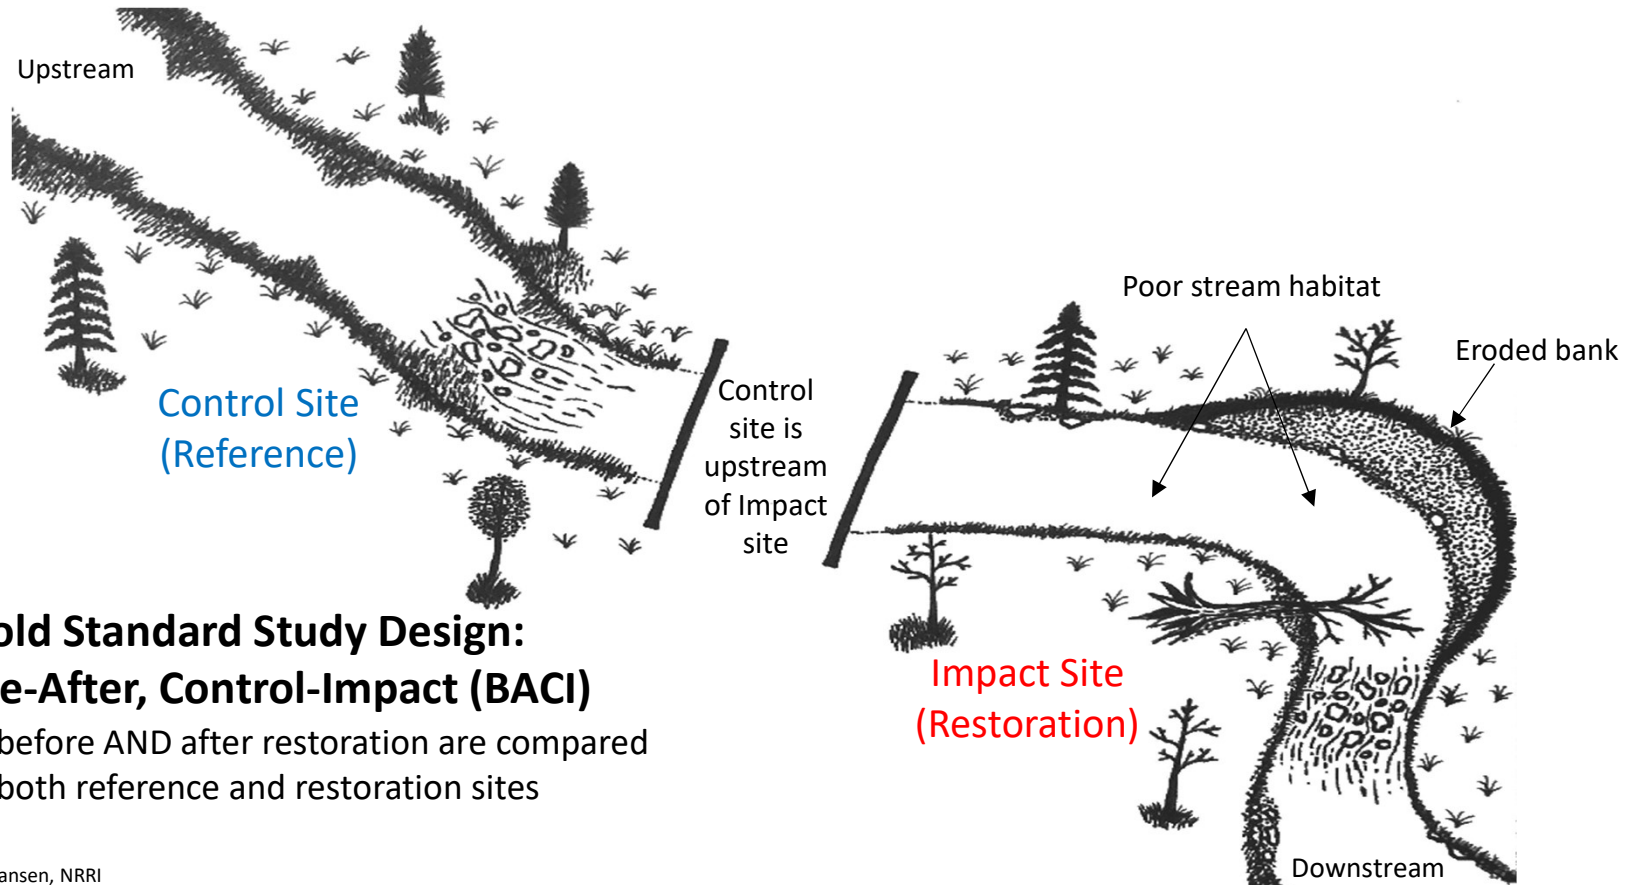 Upstream
Poor stream habitat
Eroded bank
Control Site
(Reference)
Control
site is
upstream
of Impact
site
old Standard Study Design:
e-After, Control-Impact (BACI)
before AND after restoration are compared
both reference and restoration sites
Impact Site
(Restoration)
Downstream
ansen, NRRI